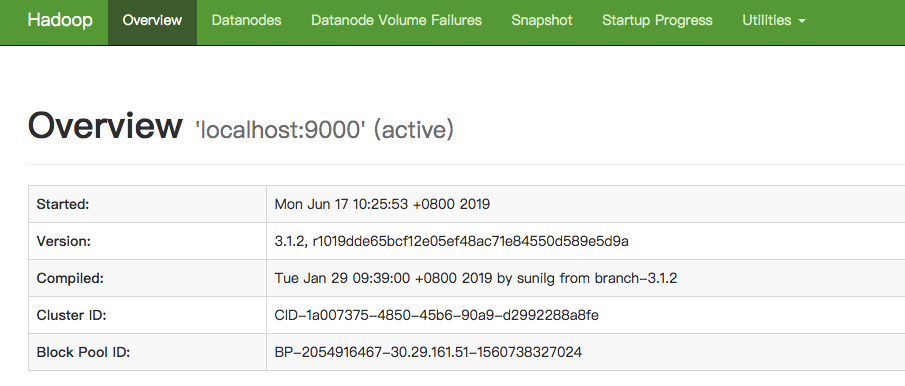 Hadoop Overview Datanodes Datanode Volume Failures Snapshot Startup Progress Utilities
Overview 'localhost:9000' (active)
Started: Mon Jun 17 10:25:53 +0800 2019
Version: 3.1.2, r1019dde65bcf12e05ef48ac71e84550d589e5d9a
Compiled: Tue Jan 29 09:39:00 +0800 2019 by sunilg from branch-3.1.2
Cluster ID: CID-1a007375-4850-45b6-90a9-d2992288a8fe
Block Pool ID: BP-2054916467-30.29.161.51-1560738327024